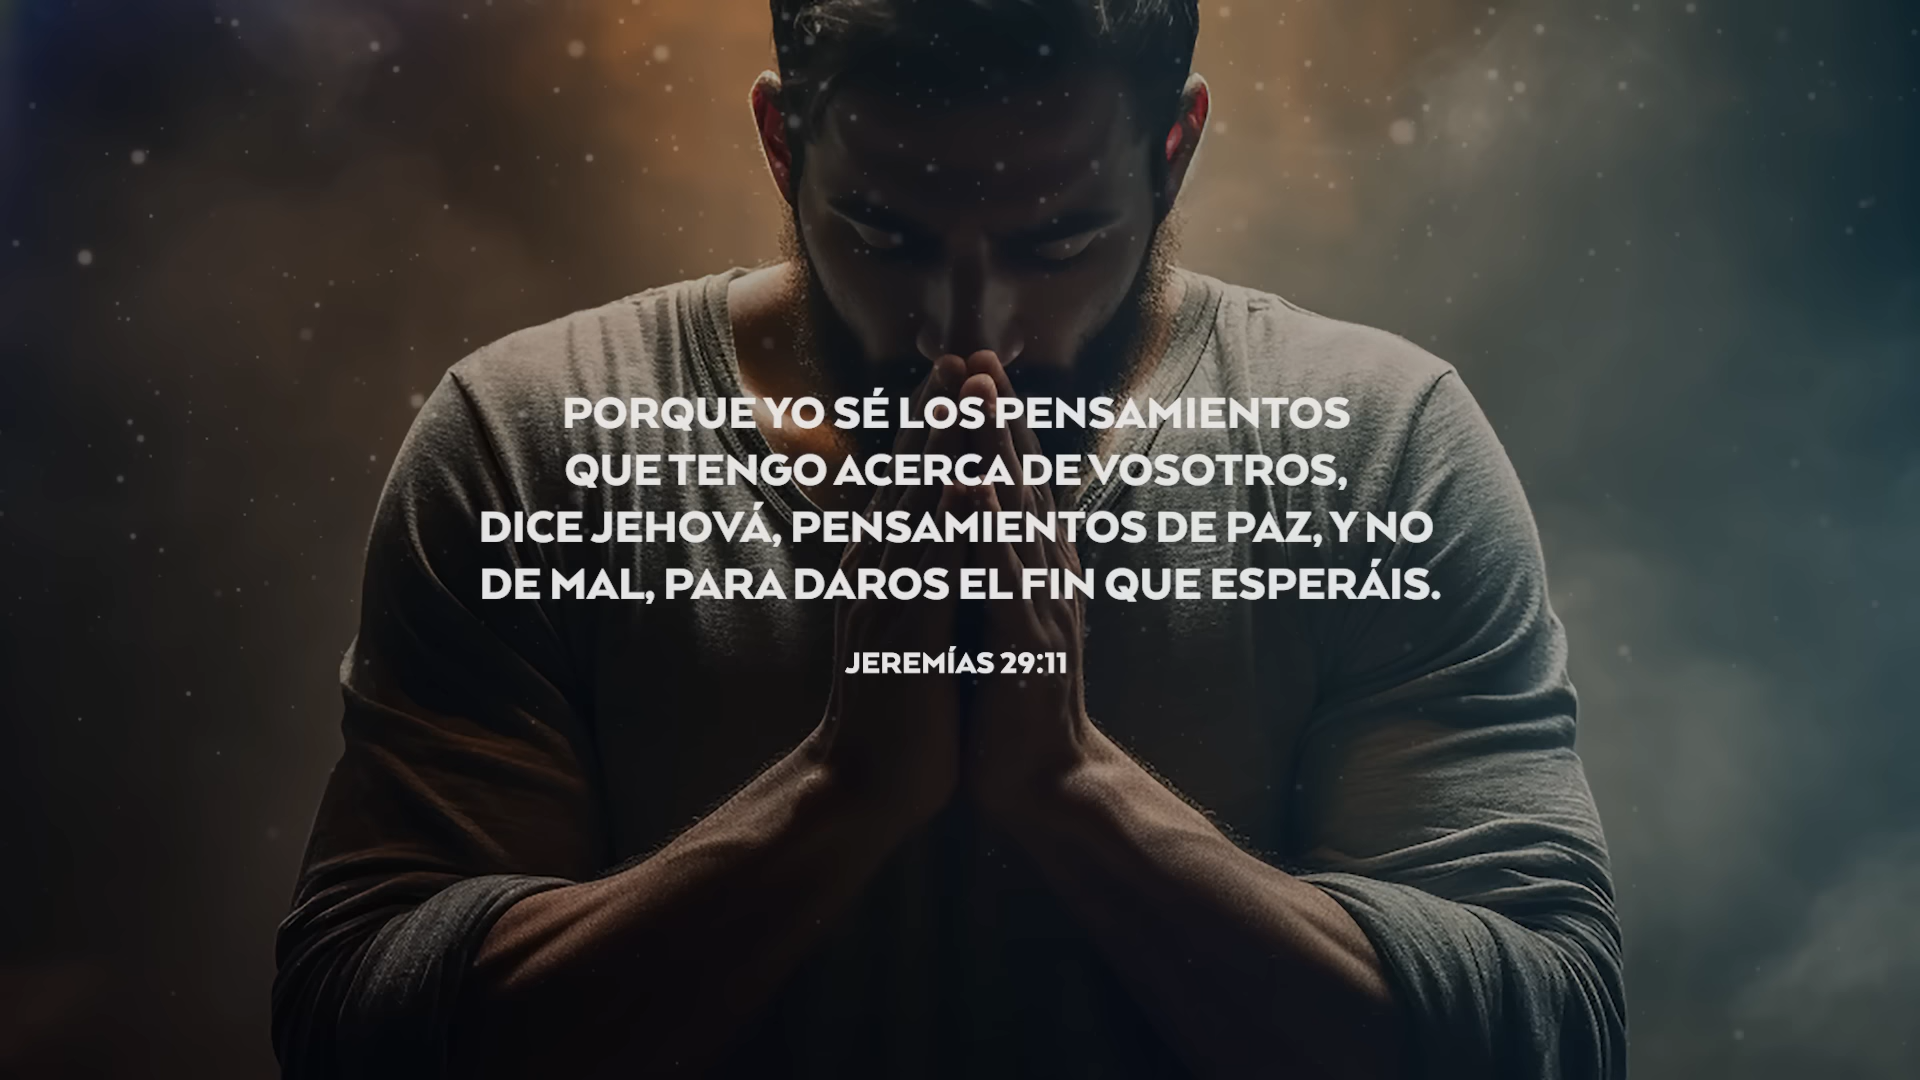 PORQUE YO SÉ LOS PENSAMIENTOS
QUE TENGO ACERCA DE VOSOTROS,
DICE JEHOVÁ, PENSAMIENTOS DE PAZ, Y NO
DE MAL, PARA DAROS EL FIN QUE ESPERÁIS.
JEREMÍAS 29:11